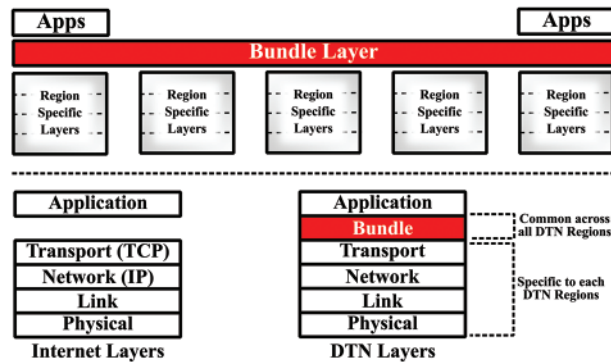 Apps
Apps
Bundle Layer
Region
Specific
Layers
Region
Specific
Layers
Region
Specific
Layers
Region
Specific
Layers
Region
Specific
Layers
Application
Transport (TCP)
Network (IP)
Link
Physical
Internet Layers
Application
Bundle
Transport
Network
Link
Physical
DTN Layers
Common across
all DTN Regions
Specific to each
DTN Regions